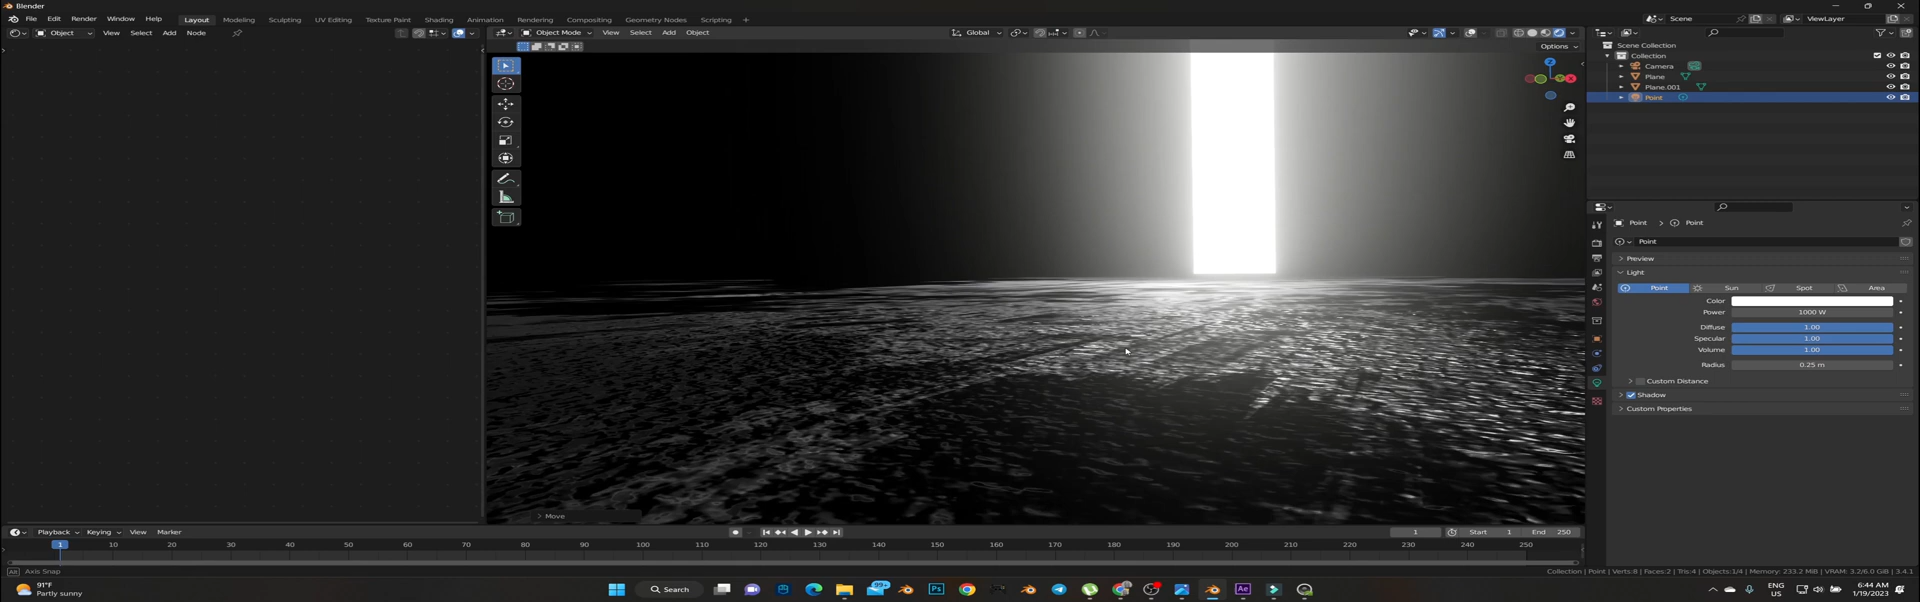 Blender
File Edit Render Window Help Layout Modeling Sculpting UV Editing Texture Paint Shading Animation Rendering Compositing Geometry Nodes Scripting + Scene ViewLayer
Object View Select Add Node Object Mode View Select Add Object Global
Options
Scene Collection
Collection
Camera
Plane
Plane.001
Point
Z
Y
X
Point > Point
Point
Preview
Light
Point Sun Spot Area
Color
Power 1000 W
Diffuse 1.00
Specular 1.00
Volume 1.00
Radius 0.25 m
Custom Distance
Shadow
Custom Properties
> Move
Playback Keying View Marker 1 Start 1 End 250
1 10 20 30 40 50 60 70 80 90 100 110 120 130 140 150 160 170 180 190 200 210 220 230 240 250
Alt Axis Snap Collection | Point | Verts:8 | Faces:2 | Tris:4 | Objects:1/4 | Memory: 233.2 MiB | VRAM: 3.2/6.0 GiB | 3.4.1
91°F
Partly sunny
Search
99+
Ps
Ae
ENG
US
6:44 AM
1/19/2023